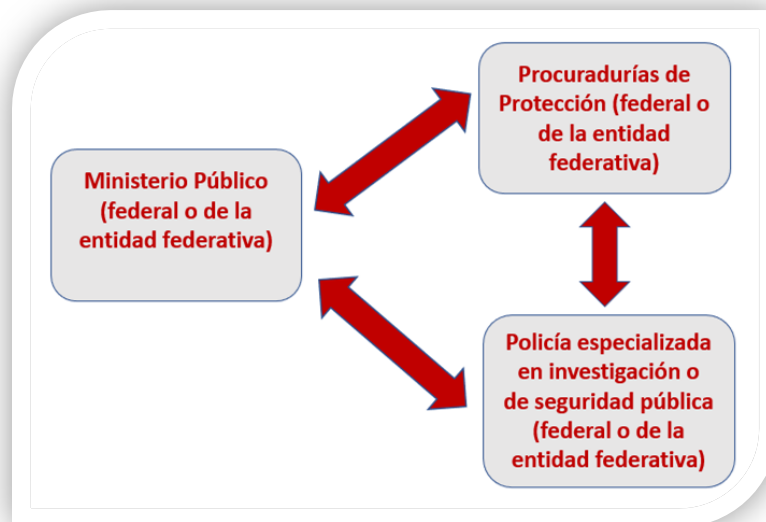 Ministerio Público
(federal o de la
entidad federativa)
Procuradurías de
Protección (federal o
de la entidad
federativa)
Policía especializada
en investigación o
de seguridad pública
(federal o de la
entidad federativa)